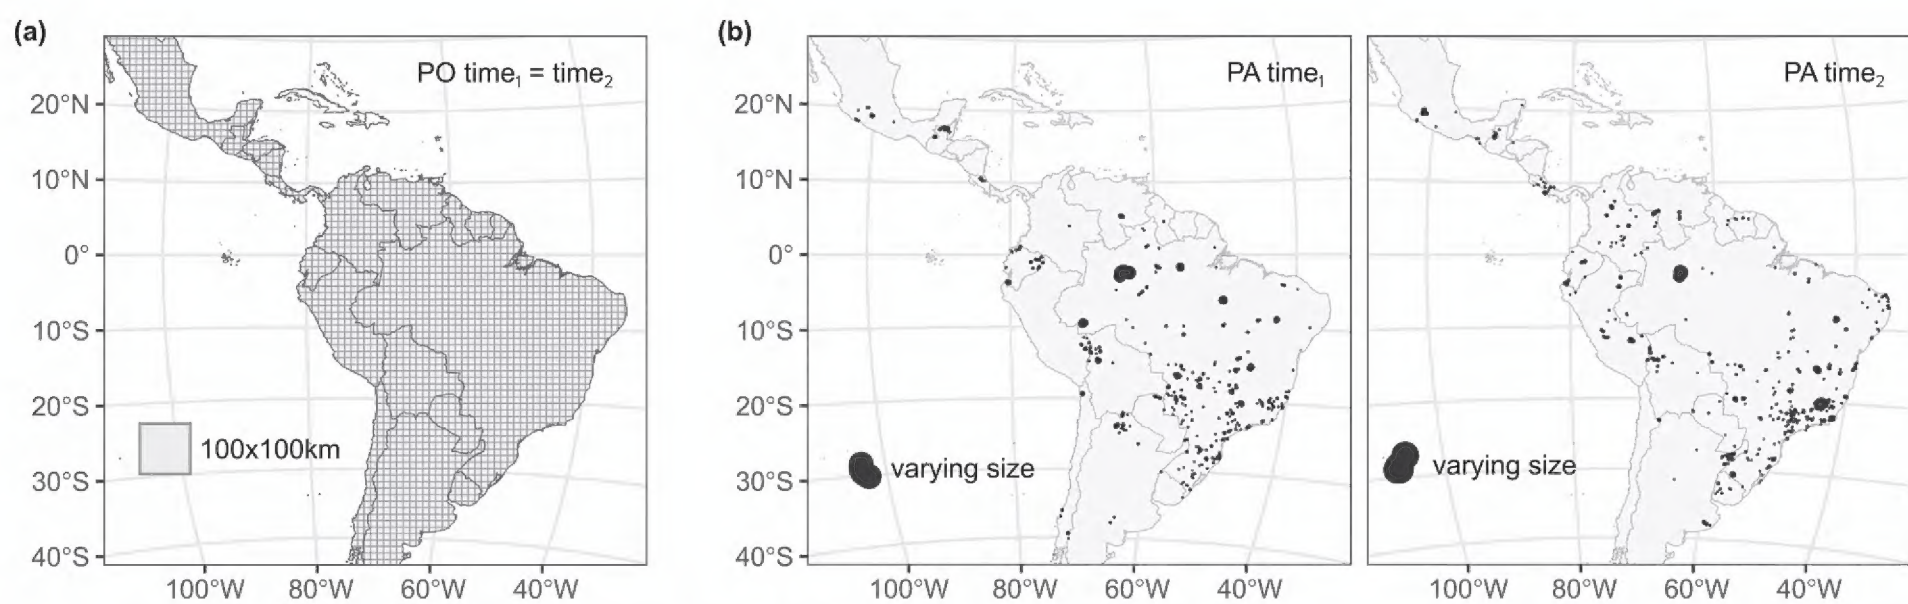 (a)
PO time₁ = time₂
20°N
10°N
0°
10°S
20°S
30°S
40°S
100x100km
100°W 80°W 60°W 40°W
(b)
PA time₁
20°N
10°N
0°
10°S
20°S
30°S
40°S
varying size
100°W 80°W 60°W 40°W
PA time₂
varying size
100°W 80°W 60°W 40°W